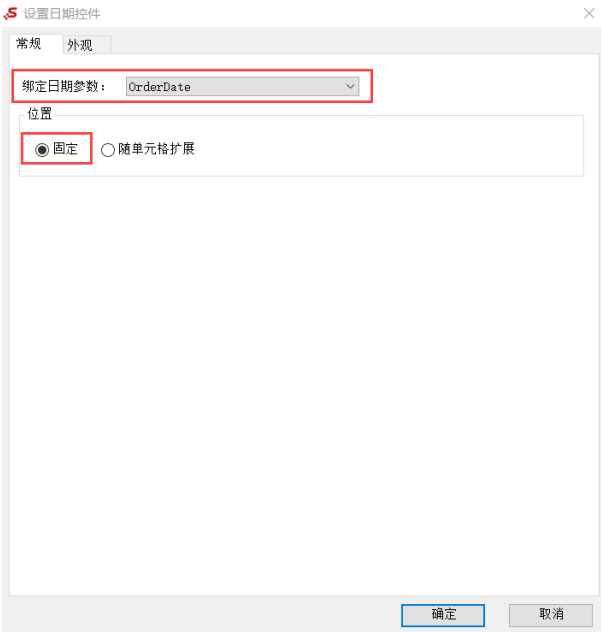 设置日期控件
常规 外观
绑定日期参数： OrderDate
位置
固定 随单元格扩展
确定 取消